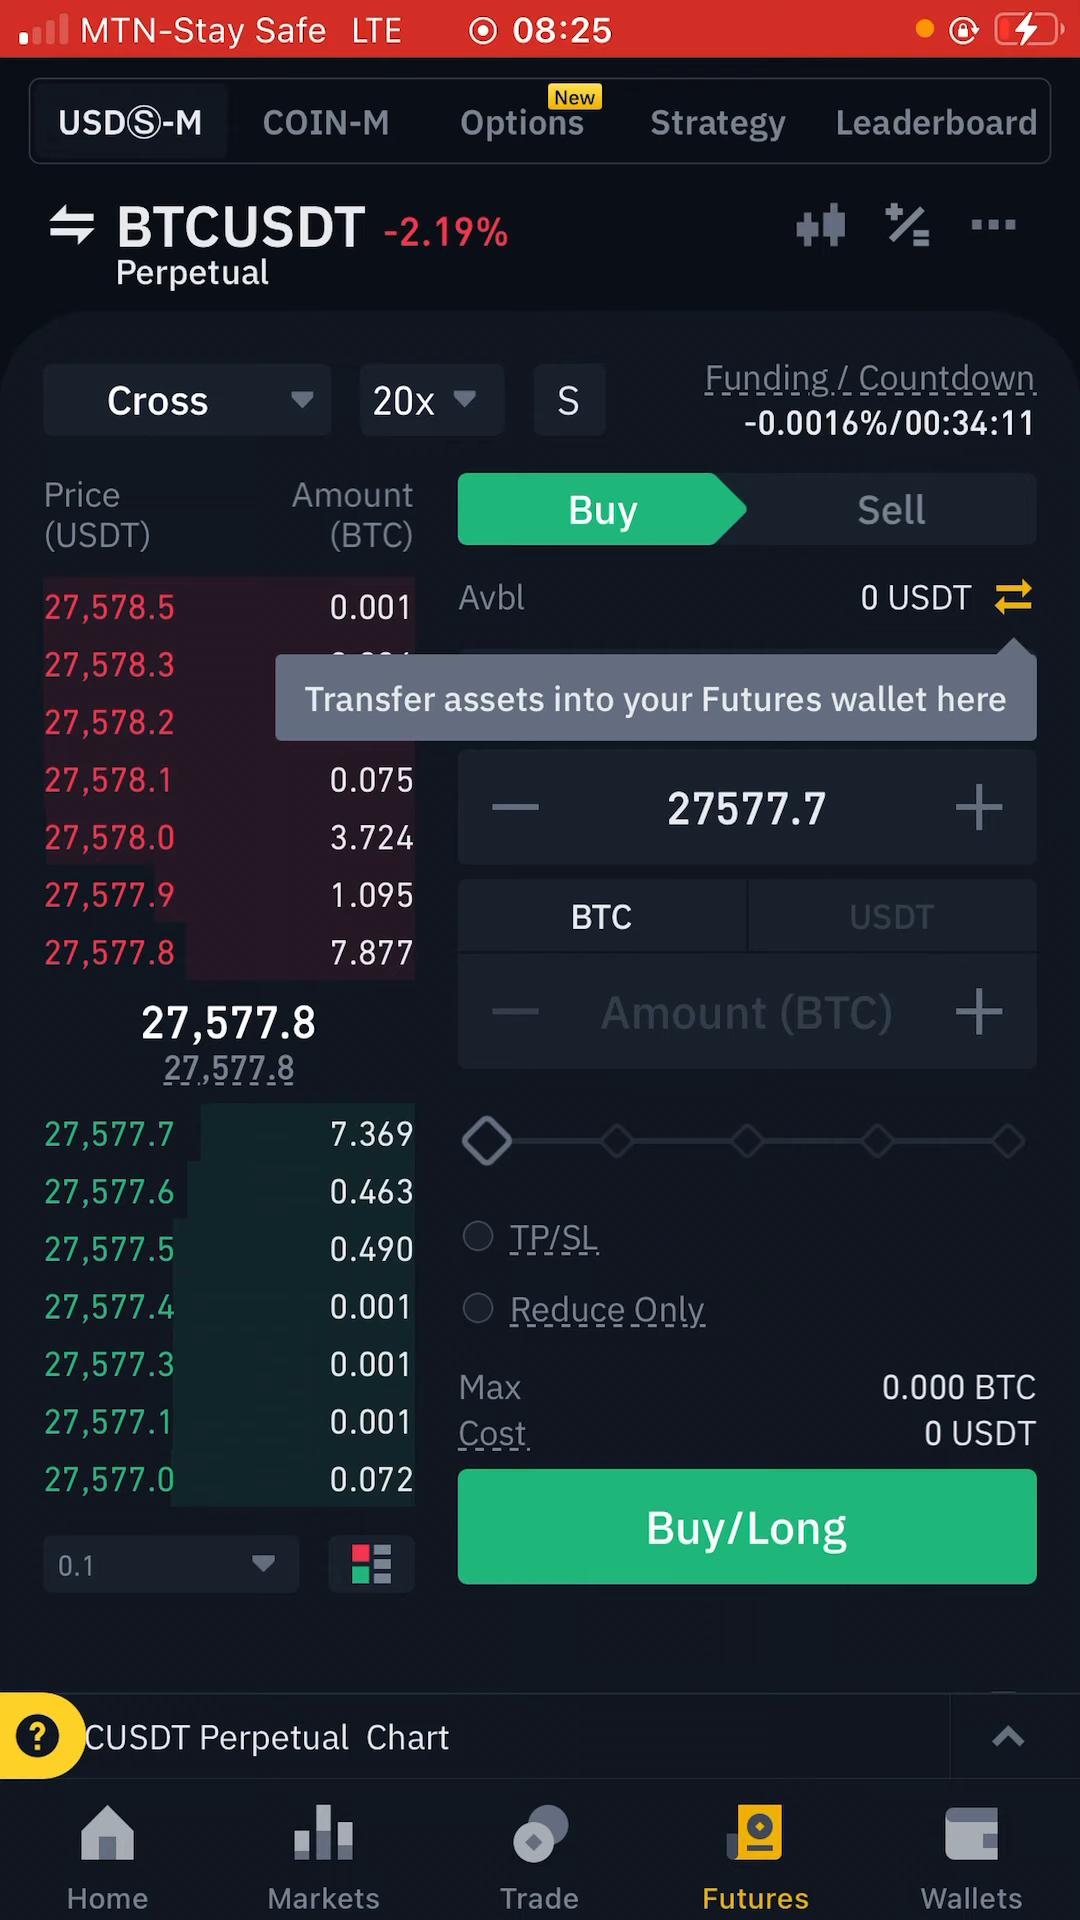 MTN-Stay Safe LTE 08:25
USDⓈ-M COIN-M Options New Strategy Leaderboard
BTCUSDT -2.19%
Perpetual
Cross 20x S
Funding / Countdown
-0.0016%/00:34:11
Price
(USDT)
Amount
(BTC)
Buy Sell
Avbl 0 USDT
Transfer assets into your Futures wallet here
27,578.5 0.001
27,578.3
27,578.2
27,578.1 0.075
27,578.0 3.724
27,577.9 1.095
27,577.8 7.877
27,577.8
27,577.8
27,577.7 7.369
27,577.6 0.463
27,577.5 0.490
27,577.4 0.001
27,577.3 0.001
27,577.1 0.001
27,577.0 0.072
0.1
27577.7
BTC USDT
Amount (BTC)
TP/SL
Reduce Only
Max 0.000 BTC
Cost 0 USDT
Buy/Long
? CUSDT Perpetual Chart
Home Markets Trade Futures Wallets